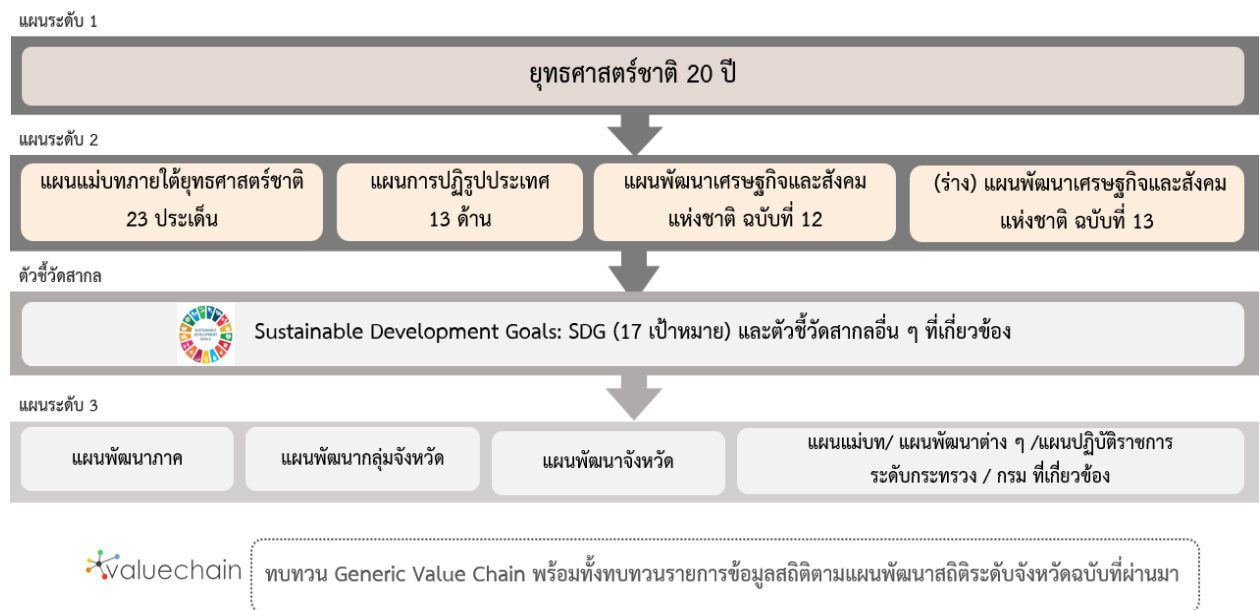 แผนระดับ 1
ยุทธศาสตร์ชาติ 20 ปี
แผนระดับ 2
แผนแม่บทภายใต้ยุทธศาสตร์ชาติ
23 ประเด็น
แผนการปฏิรูปประเทศ
13 ด้าน
แผนพัฒนาเศรษฐกิจและสังคม
แห่งชาติ ฉบับที่ 12
(ร่าง) แผนพัฒนาเศรษฐกิจและสังคม
แห่งชาติ ฉบับที่ 13
ตัวชี้วัดสากล
SUSTAINABLE
DEVELOPMENT
GOALS
Sustainable Development Goals: SDG (17 เป้าหมาย) และตัวชี้วัดสากลอื่น ๆ ที่เกี่ยวข้อง
แผนระดับ 3
แผนพัฒนาภาค
แผนพัฒนากลุ่มจังหวัด
แผนพัฒนาจังหวัด
แผนแม่บท/ แผนพัฒนาต่าง ๆ /แผนปฏิบัติราชการ
ระดับกระทรวง / กรม ที่เกี่ยวข้อง
valuechain
ทบทวน Generic Value Chain พร้อมทั้งทบทวนรายการข้อมูลสถิติตามแผนพัฒนาสถิติระดับจังหวัดฉบับที่ผ่านมา